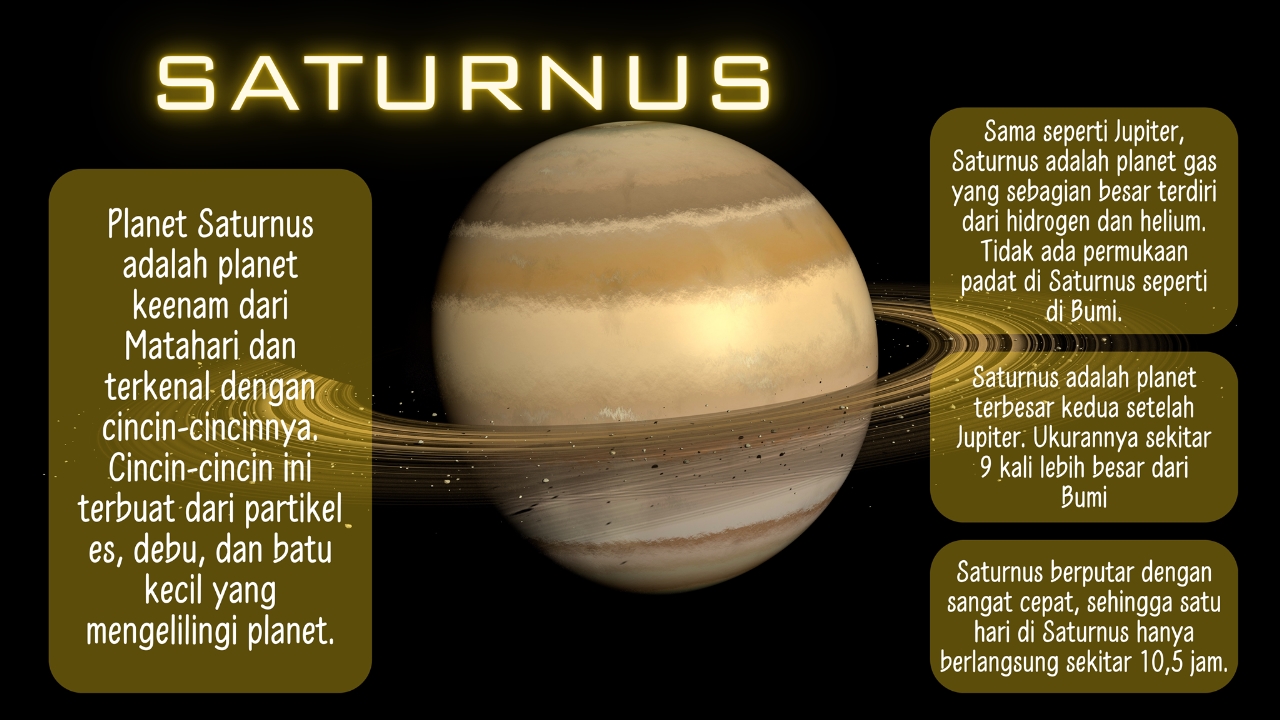 SATURNUS
Planet Saturnus
adalah planet
keenam dari
Matahari dan
terkenal dengan
cincin-cincinnya.
Cincin-cincin ini
terbuat dari partikel
es, debu, dan batu
kecil yang
mengelilingi planet.
Sama seperti Jupiter,
Saturnus adalah planet gas
yang sebagian besar terdiri
dari hidrogen dan helium.
Tidak ada permukaan
padat di Saturnus seperti
di Bumi.
Saturnus adalah planet
terbesar kedua setelah
Jupiter. Ukurannya sekitar
9 kali lebih besar dari
Bumi
Saturnus berputar dengan
sangat cepat, sehingga satu
hari di Saturnus hanya
berlangsung sekitar 10,5 jam.